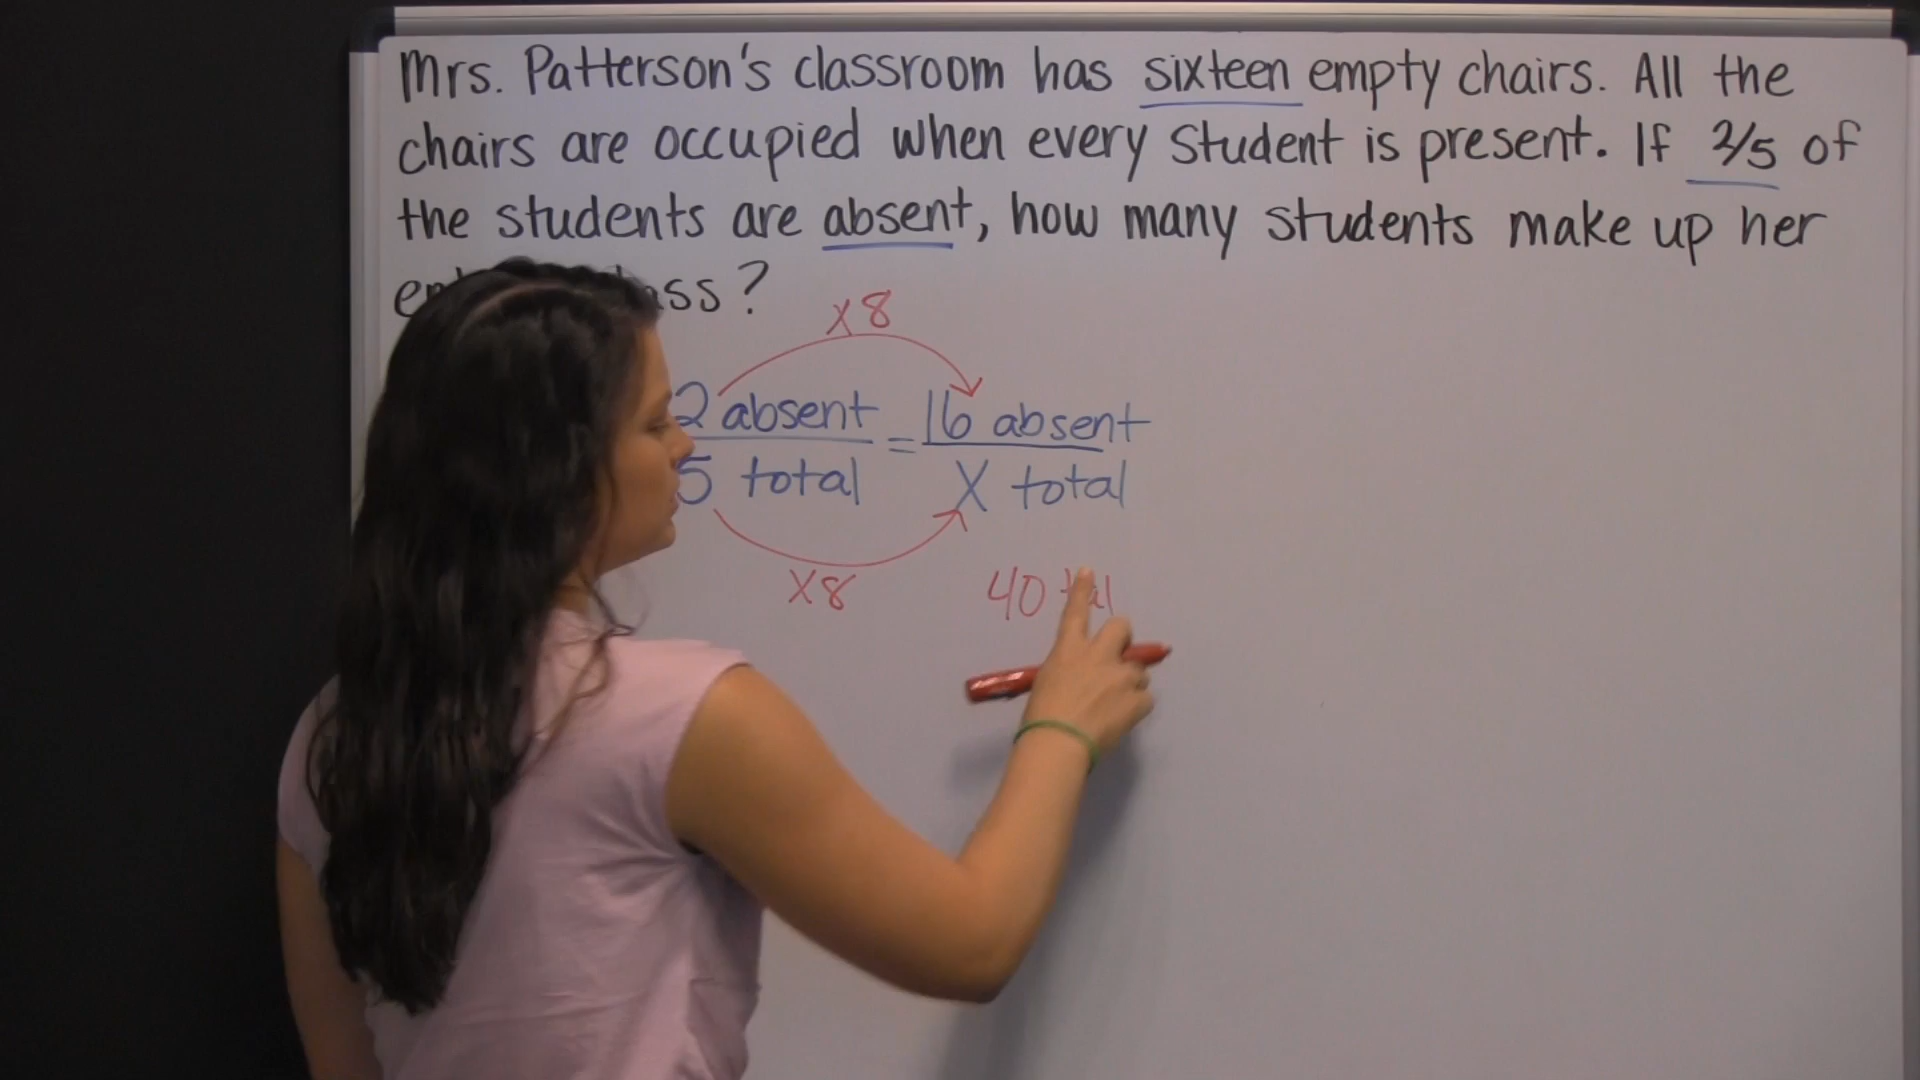 Mrs. Patterson's classroom has sixteen empty chairs. All the
chairs are occupied when every student is present. If 2/5 of
the students are absent, how many students make up her
?
x8
2 absent = 16 absent
5 total X total
x8
40